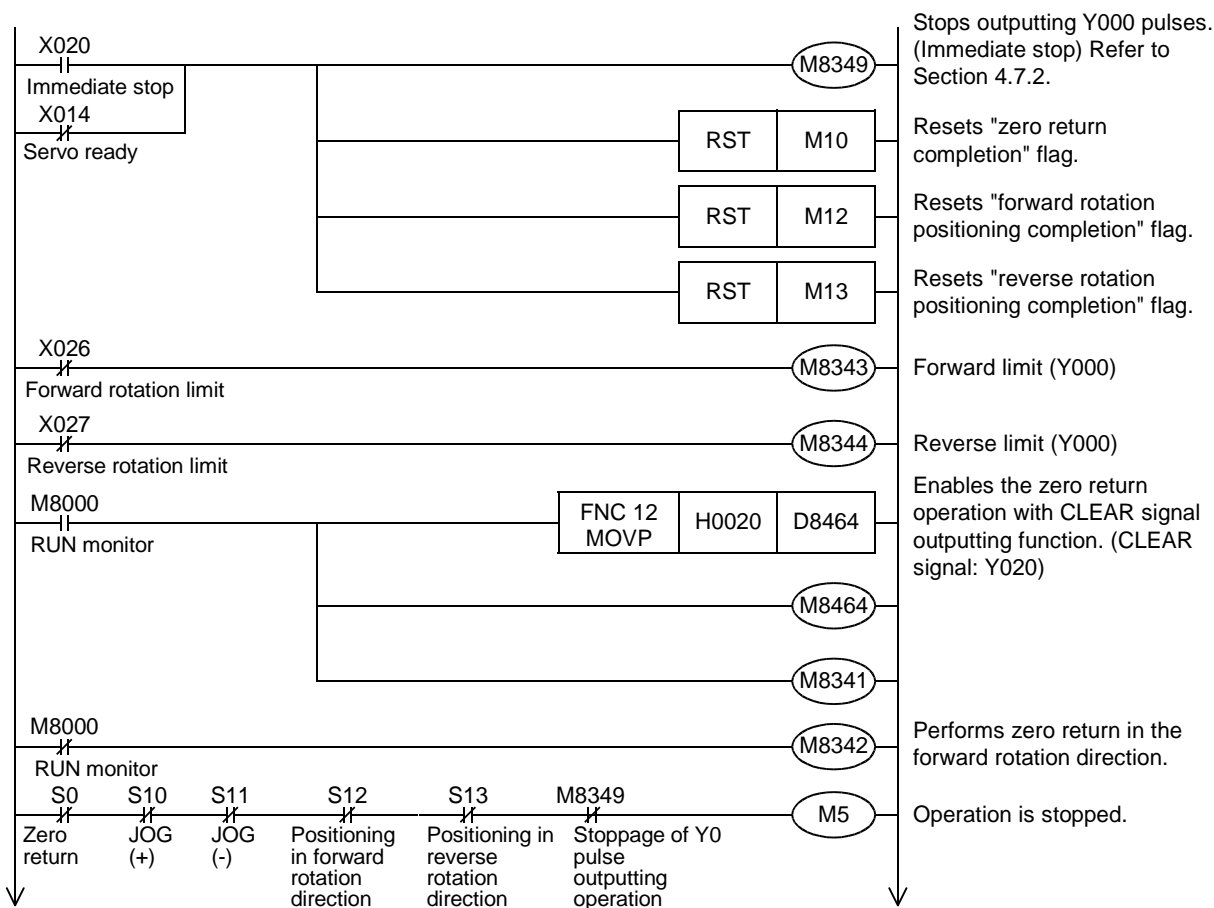 X020
Immediate stop
X014
Servo ready
M8349
Stops outputting Y000 pulses.
(Immediate stop) Refer to
Section 4.7.2.
RST M10
Resets "zero return
completion" flag.
RST M12
Resets "forward rotation
positioning completion" flag.
RST M13
Resets "reverse rotation
positioning completion" flag.
X026
Forward rotation limit
M8343
Forward limit (Y000)
X027
Reverse rotation limit
M8344
Reverse limit (Y000)
M8000
RUN monitor
FNC 12
MOVP
H0020
D8464
Enables the zero return
operation with CLEAR signal
outputting function. (CLEAR
signal: Y020)
M8464
M8341
M8000
RUN monitor
M8342
Performs zero return in the
forward rotation direction.
S0
Zero
return
S10
JOG
(+)
S11
JOG
(-)
S12
Positioning
in forward
rotation
direction
S13
Positioning in
reverse
rotation
direction
M8349
Stoppage of Y0
pulse
outputting
operation
M5
Operation is stopped.